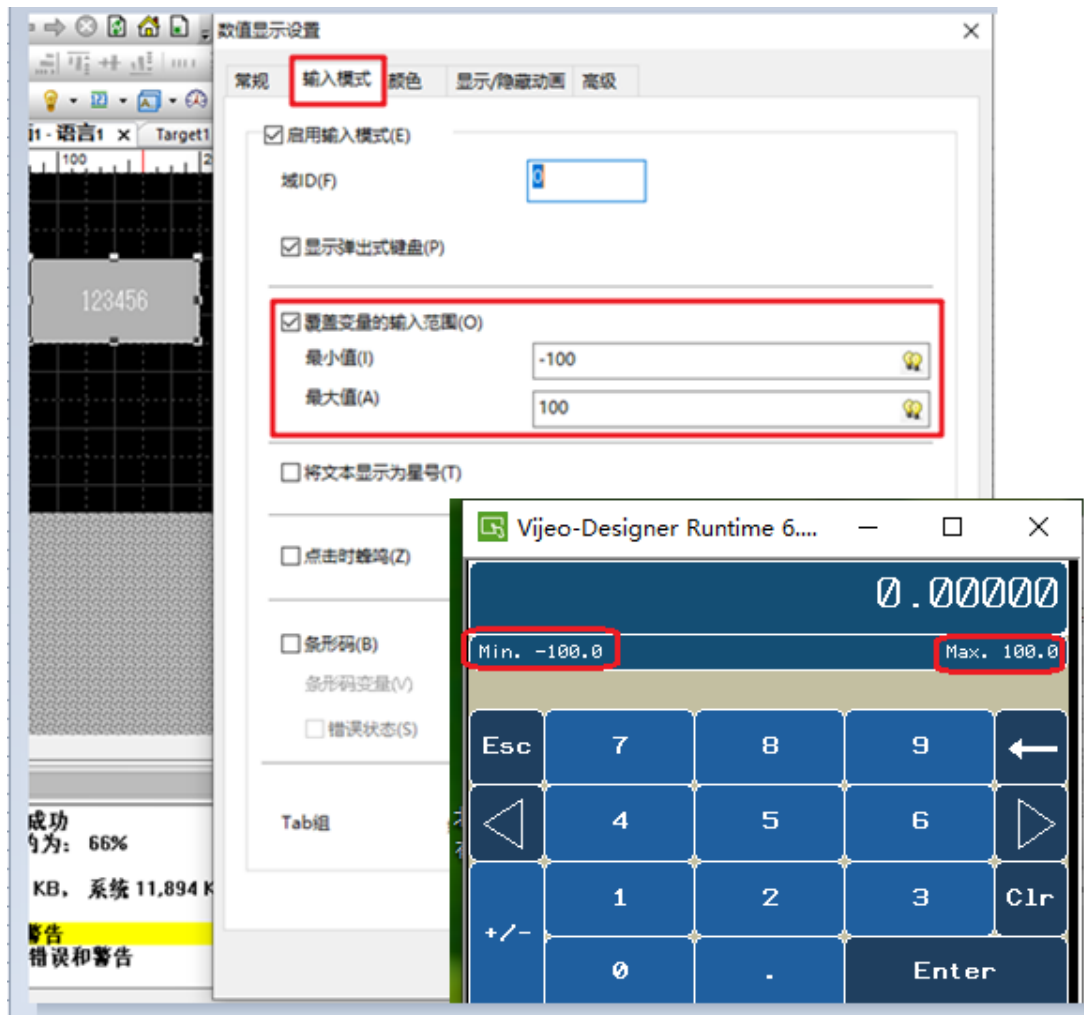 数值显示设置
常规 输入模式 颜色 显示/隐藏动画 高级
语言1 × Target1
启用输入模式(E)
100
域ID(F) 0
显示弹出式键盘(P)
123456
覆盖变量的输入范围(O)
最小值(I) -100
最大值(A) 100
将文本显示为星号(T)
Vijeo-Designer Runtime 6....
点击时蜂鸣(Z)
0.00000
条形码(B)
Min. -100.0 Max. 100.0
条形码变量(V)
错误状态(S)
Esc 7 8 9
Tab组
4 5 6
成功
为: 66%
KB, 系统 11,894 K
1 2 3 Clr
+/-
警告
错误和警告
0 . Enter